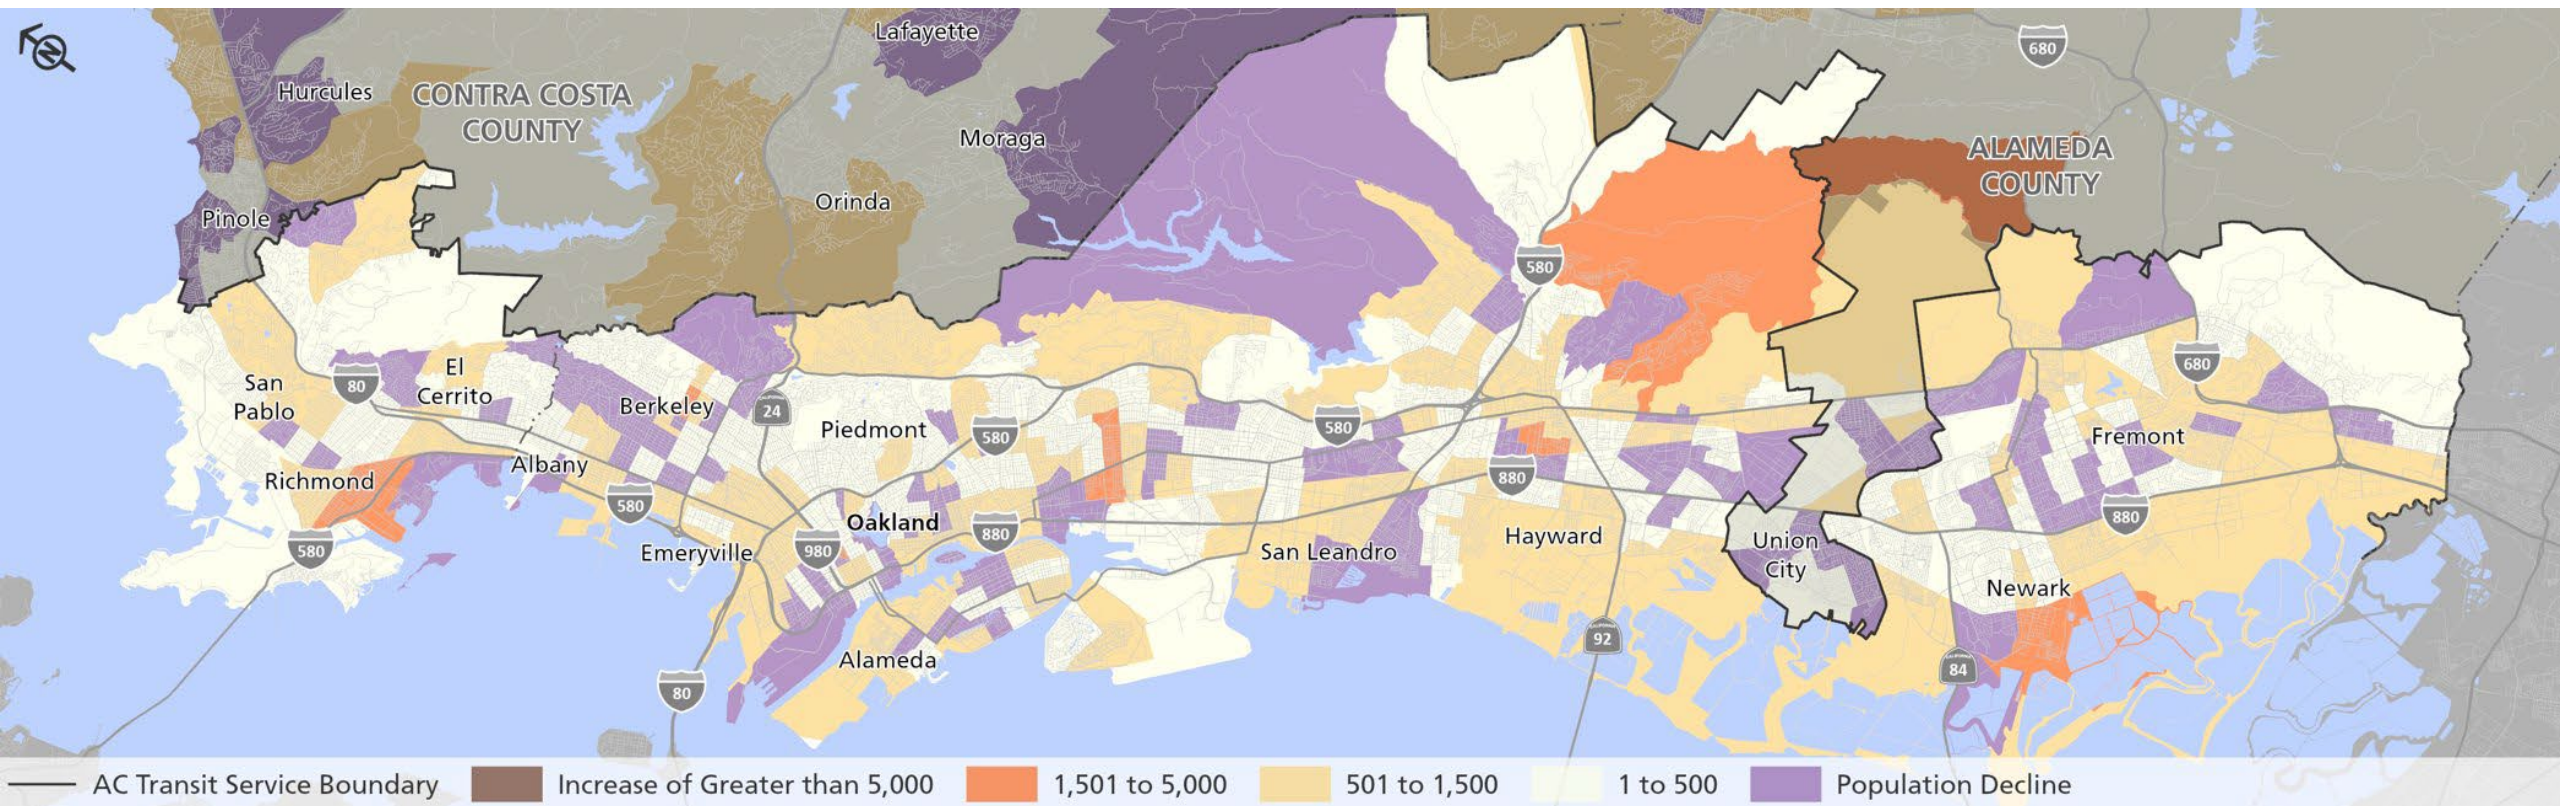 N
Lafayette
680
Hurcules
CONTRA COSTA
COUNTY
Moraga
ALAMEDA
COUNTY
Pinole
Orinda
580
San
Pablo
80
El
Cerrito
Berkeley
CALIFORNIA
24
Piedmont
580
580
680
Fremont
Richmond
Albany
580
Oakland
880
880
880
580
Emeryville
980
San Leandro
Hayward
Union
City
Newark
Alameda
80
CALIFORNIA
92
CALIFORNIA
84
AC Transit Service Boundary
Increase of Greater than 5,000
1,501 to 5,000
501 to 1,500
1 to 500
Population Decline